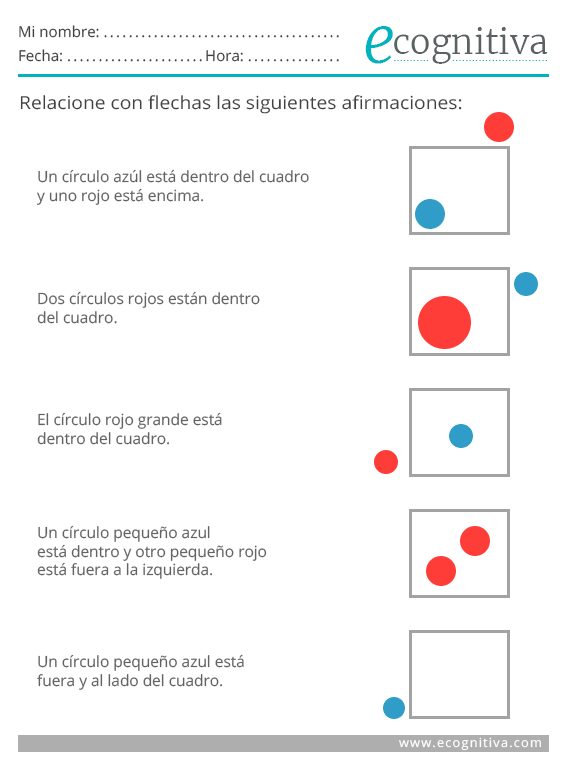 Mi nombre: ......................................
ecognitiva
Fecha: ...................... Hora: ...............
Relacione con flechas las siguientes afirmaciones:
Un círculo azúl está dentro del cuadro
y uno rojo está encima.
Dos círculos rojos están dentro
del cuadro.
El círculo rojo grande está
dentro del cuadro.
Un círculo pequeño azul
está dentro y otro pequeño rojo
está fuera a la izquierda.
Un círculo pequeño azul está
fuera y al lado del cuadro.
www.ecognitiva.com